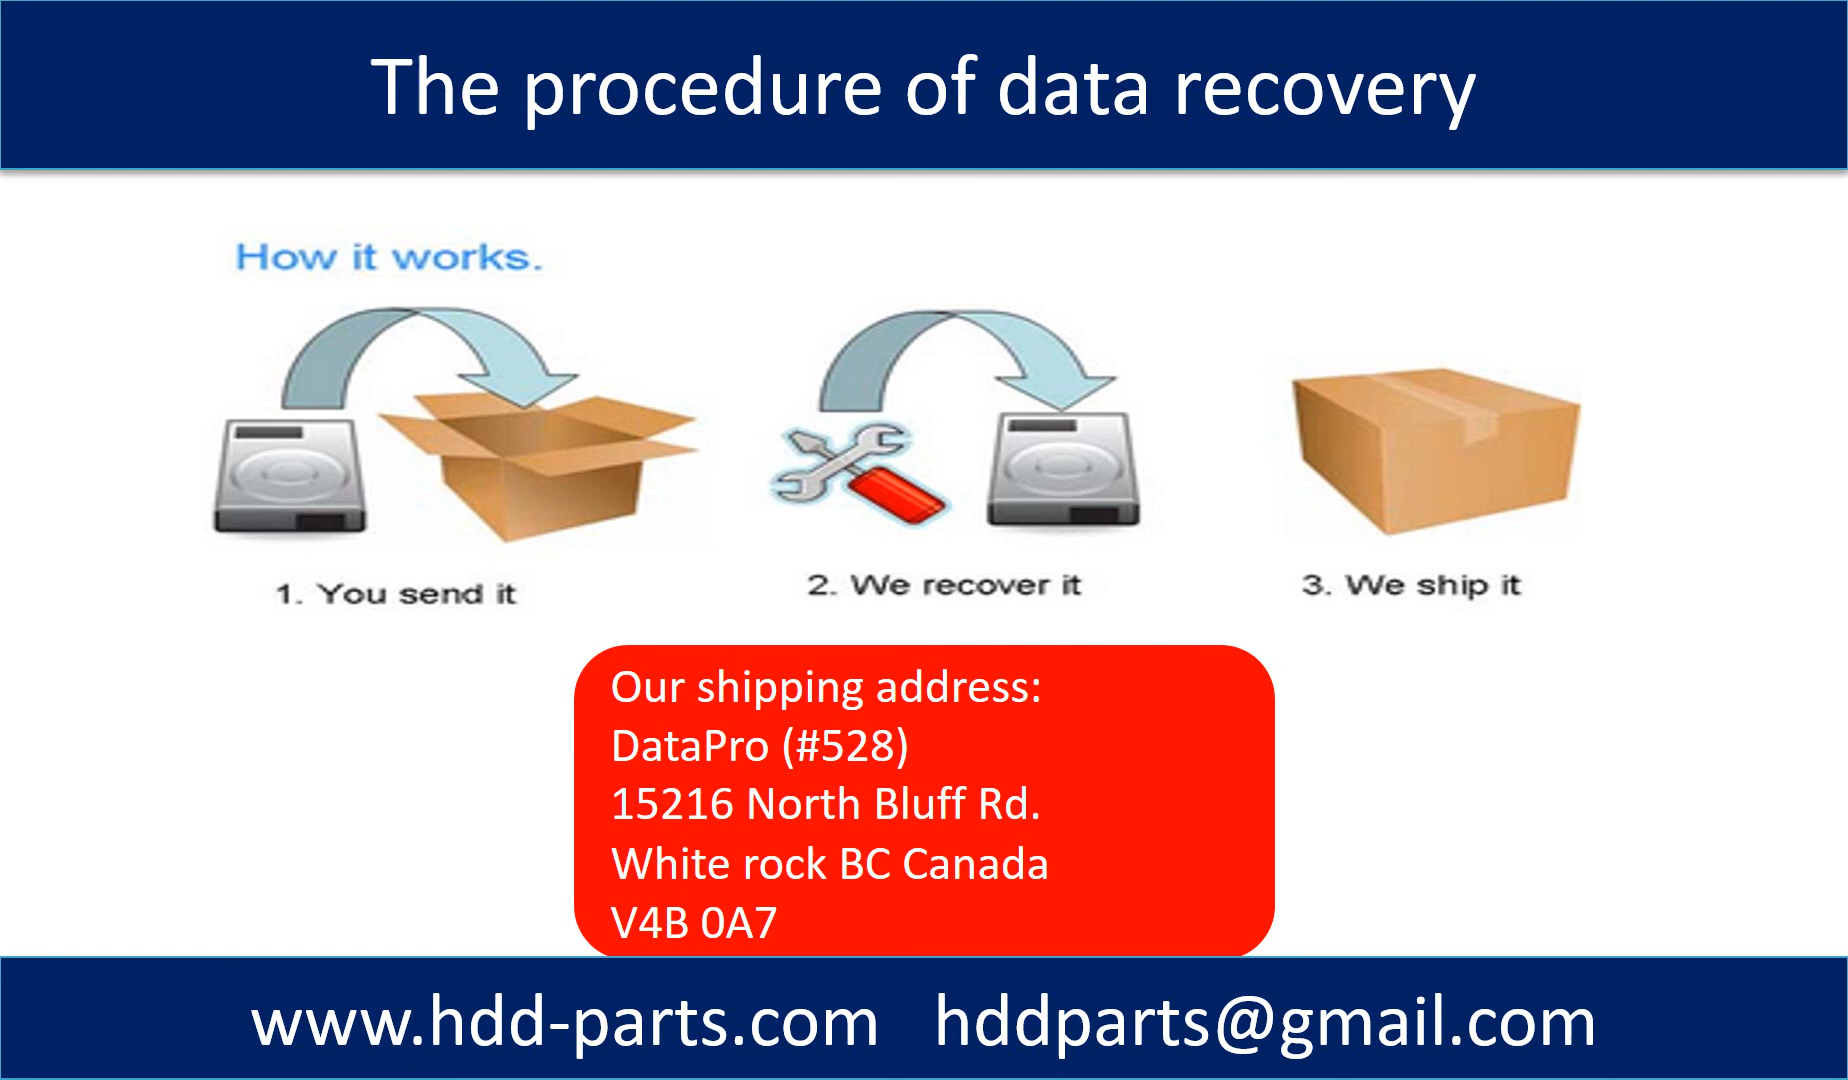 The procedure of data recovery
How it works.
1. You send it
2. We recover it
3. We ship it
Our shipping address:
DataPro (#528)
15216 North Bluff Rd.
White rock BC Canada
V4B 0A7
www.hdd-parts.com hddparts@gmail.com